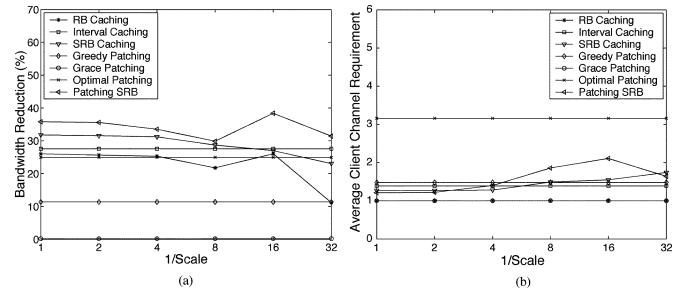 Bandwidth Reduction (%)
70
60
50
40
30
20
10
0
RB Caching
Interval Caching
SRB Caching
Greedy Patching
Grace Patching
Optimal Patching
Patching SRB
1
2
4
8
16
32
1/Scale
(a)
Average Client Channel Requirement
6
5
4
3
2
1
0
RB Caching
Interval Caching
SRB Caching
Greedy Patching
Grace Patching
Optimal Patching
Patching SRB
1
2
4
8
16
32
1/Scale
(b)